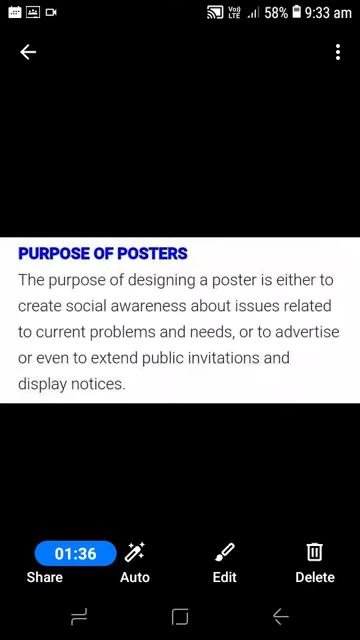 58% 9:33 am
PURPOSE OF POSTERS
The purpose of designing a poster is either to
create social awareness about issues related
to current problems and needs, or to advertise
or even to extend public invitations and
display notices.
01:36
Share Auto Edit Delete